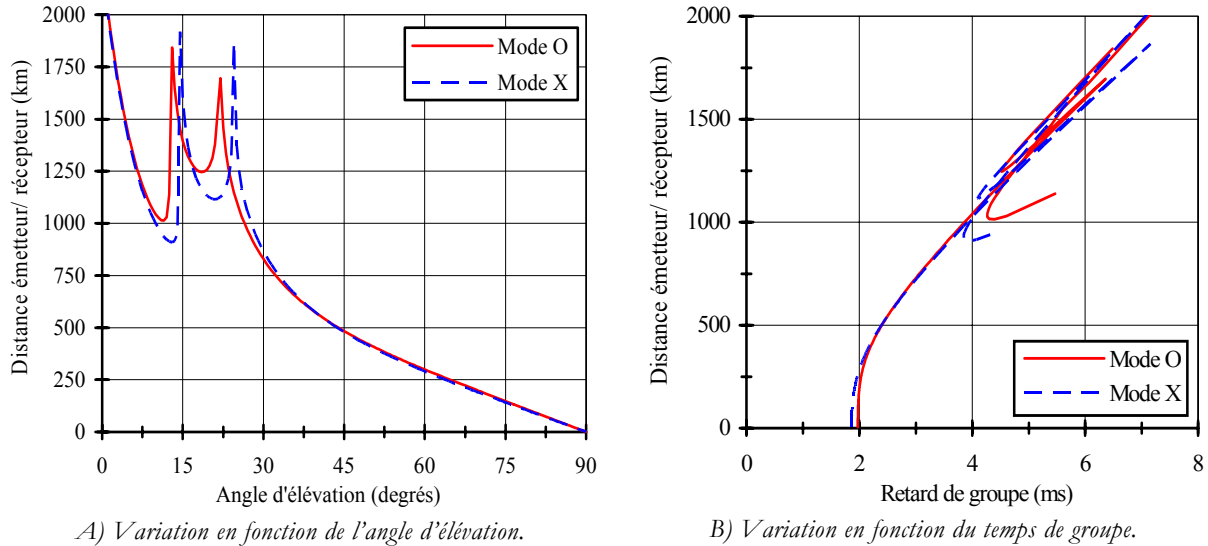 Distance émetteur/ récepteur (km)
2000
1750
1500
1250
1000
750
500
250
0
Mode O
Mode X
0 15 30 45 60 75 90
Angle d'élévation (degrés)
A) Variation en fonction de l'angle d'élévation.
Distance émetteur/ récepteur (km)
2000
1500
1000
500
0
Mode O
Mode X
0 2 4 6 8
Retard de groupe (ms)
B) Variation en fonction du temps de groupe.